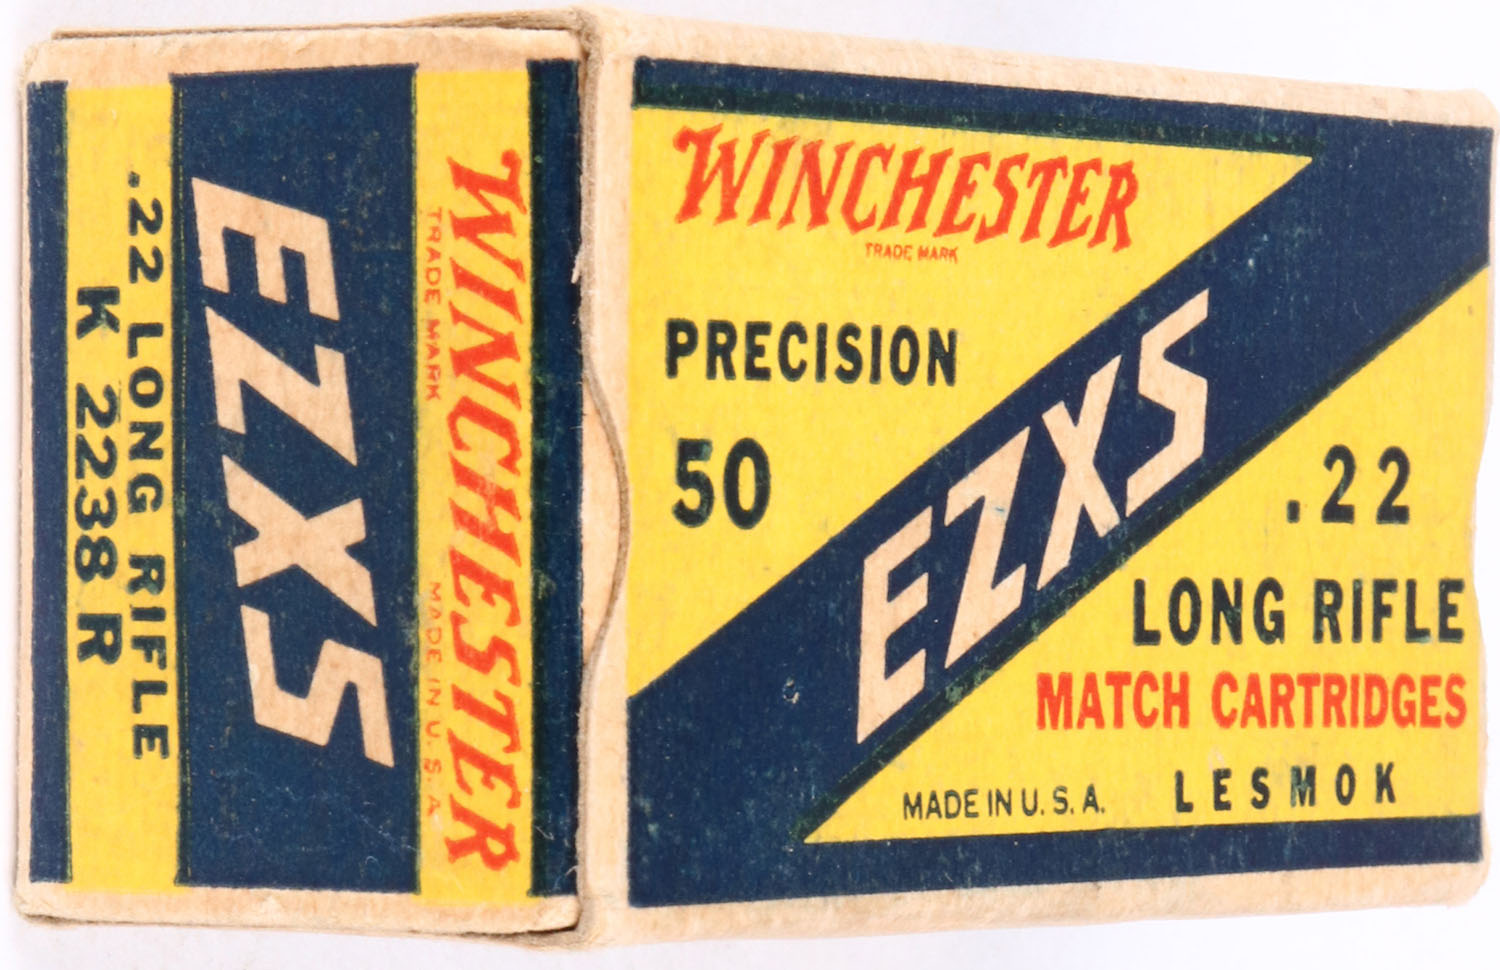 WINCHESTER
TRADE MARK
MADE IN U. S. A.
EZXS
.22 LONG RIFLE
K 2238 R
WINCHESTER
TRADE MARK
PRECISION
50
EZXS
.22
LONG RIFLE
MATCH CARTRIDGES
MADE IN U. S. A.
LESMOK